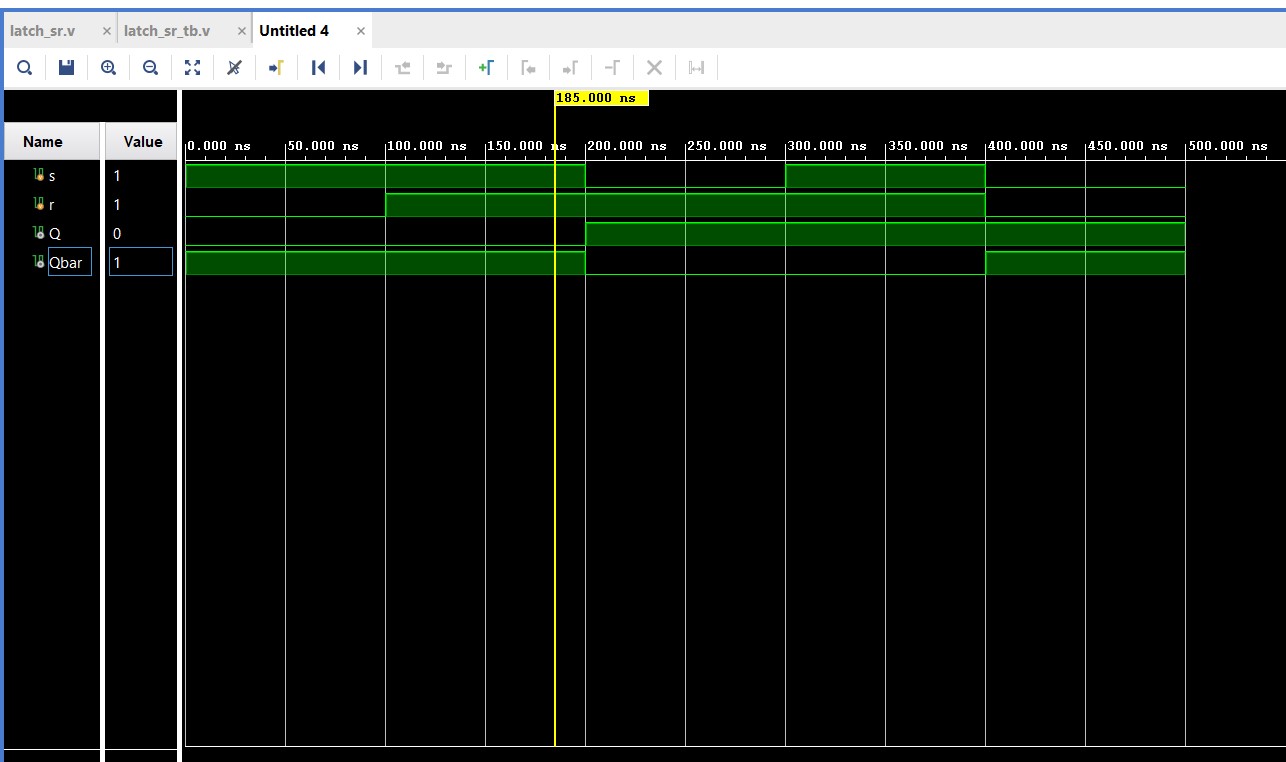 latch_sr.v × latch_sr_tb.v × Untitled 4 ×
185.000 ns
Name Value
0.000 ns 50.000 ns 100.000 ns 150.000 ns 200.000 ns 250.000 ns 300.000 ns 350.000 ns 400.000 ns 450.000 ns 500.000 ns
s 1
r 1
Q 0
Qbar 1